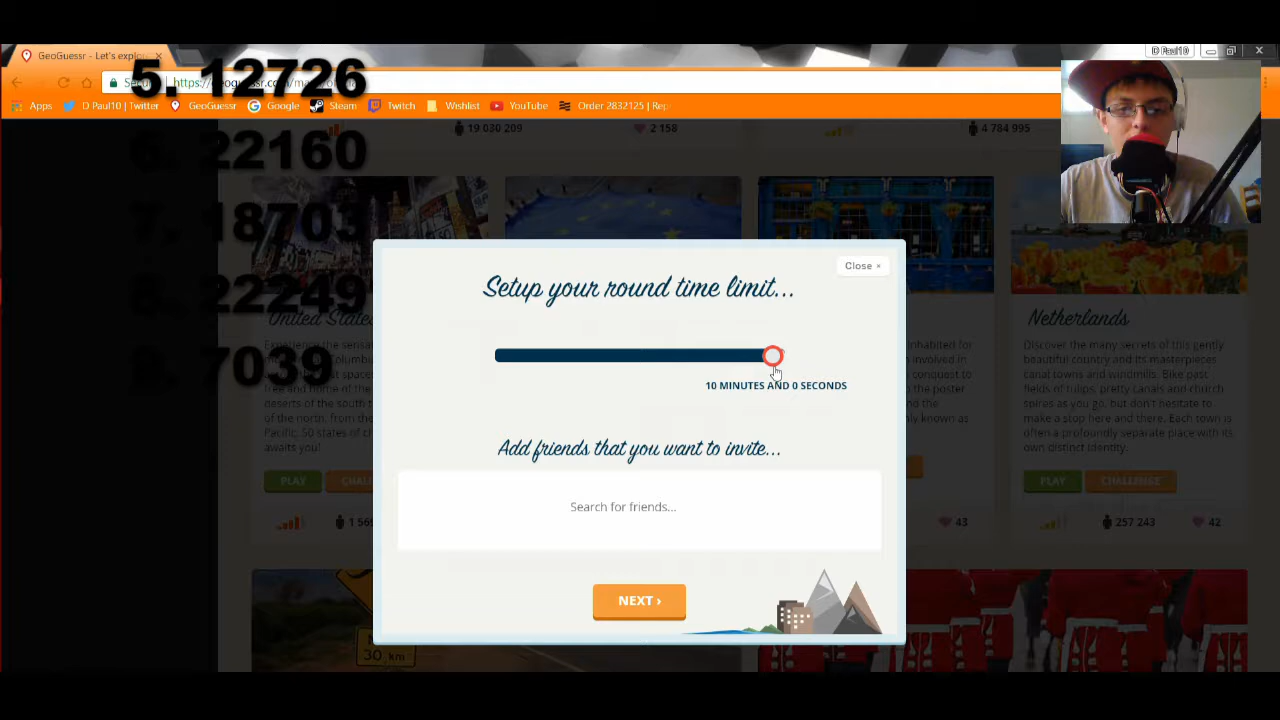 GeoGuessr - Let's explo
D Paul10
5. 12726
Apps
D Paul10 | Twitter
GeoGuessr
Google
Steam
Twitch
Wishlist
YouTube
Order 2832125 | Rep
19 030 209
2 158
4 784 995
6. 22160
7. 18703
8. 22249
9. 7039
Close ×
Setup your round time limit...
10 MINUTES AND 0 SECONDS
Add friends that you want to invite...
Search for friends...
NEXT ›
United State
awaits you!
PLAY
Netherlands
Discover the many secrets of this gently
beautiful country and its masterpieces
canal towns and windmills. Bike past
fields of tulips, pretty canals and church
spires as you go, but don't hesitate to
make a stop here and there. Each town is
often a profoundly separate place with its
own distinct identity.
PLAY
CHALLENGE
43
257 243
42
30 km